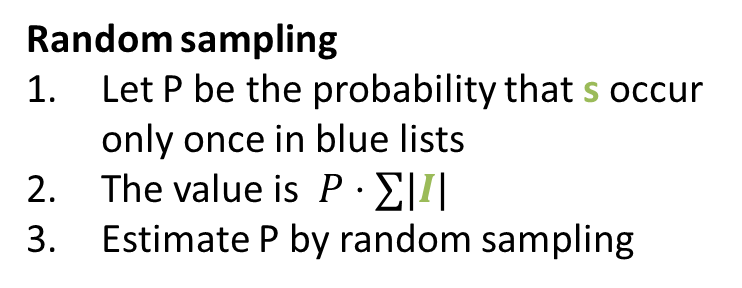 Random sampling
1. Let P be the probability that s occur
only once in blue lists
2. The value is P · ∑|I|
3. Estimate P by random sampling